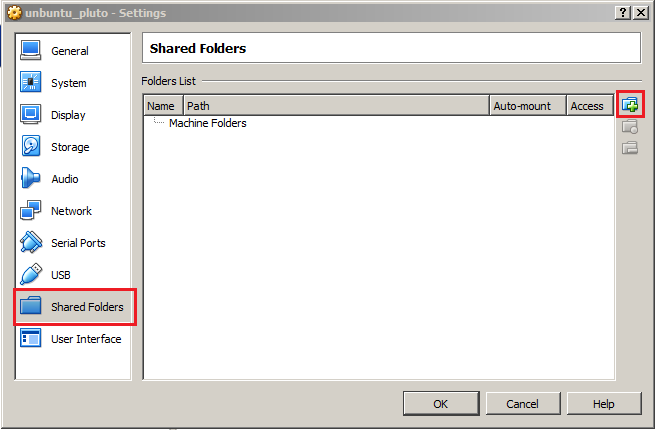 unbuntu_pluto - Settings
General
System
Display
Storage
Audio
Network
Serial Ports
USB
Shared Folders
User Interface
Shared Folders
Folders List
Name Path Auto-mount Access
Machine Folders
OK Cancel Help